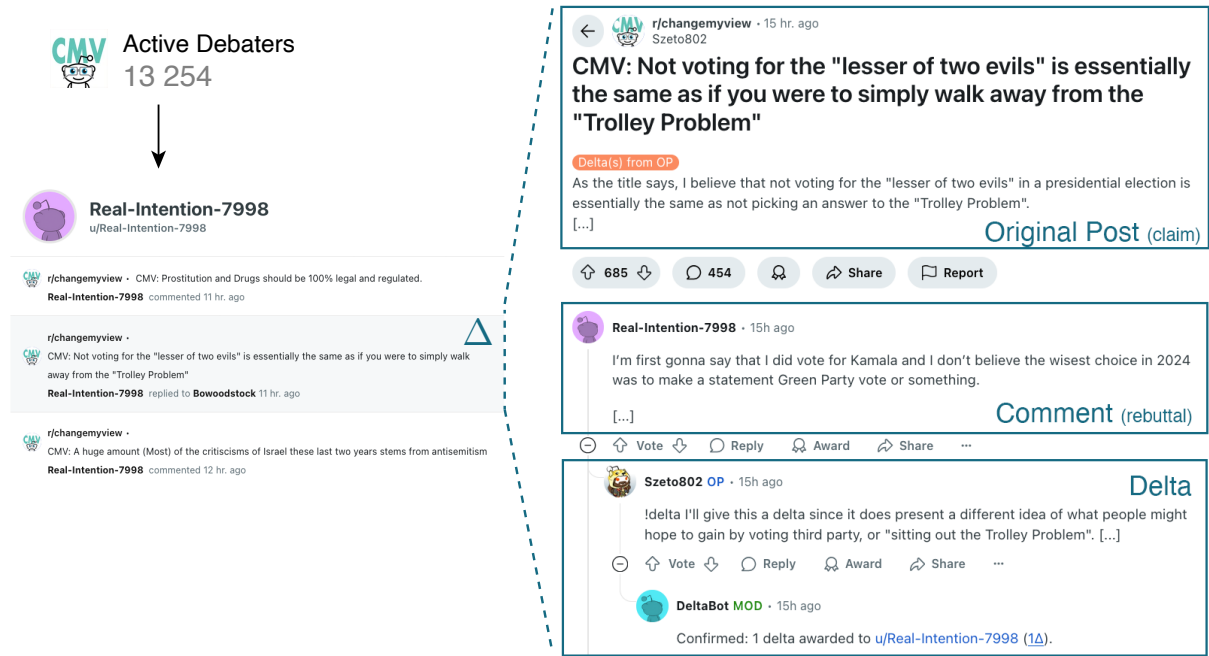 CMV
Active Debaters
13 254
Real-Intention-7998
u/Real-Intention-7998
CMV
r/changemyview • CMV: Prostitution and Drugs should be 100% legal and regulated.
Real-Intention-7998 commented 11 hr. ago
r/changemyview •
Δ
CMV
CMV: Not voting for the "lesser of two evils" is essentially the same as if you were to simply walk
away from the "Trolley Problem"
Real-Intention-7998 replied to Bowoodstock 11 hr. ago
CMV
r/changemyview •
CMV: A huge amount (Most) of the critiscisms of Israel these last two years stems from antisemitism
Real-Intention-7998 commented 12 hr. ago
CMV
r/changemyview • 15 hr. ago
Szeto802
CMV: Not voting for the "lesser of two evils" is essentially
the same as if you were to simply walk away from the
"Trolley Problem"
Delta(s) from OP
As the title says, I believe that not voting for the "lesser of two evils" in a presidential election is
essentially the same as not picking an answer to the "Trolley Problem".
[...]
Original Post (claim)
685
454
Share
Report
Real-Intention-7998 • 15h ago
I'm first gonna say that I did vote for Kamala and I don't believe the wisest choice in 2024
was to make a statement Green Party vote or something.
[...]
Comment (rebuttal)
Vote
Reply
Award
Share
...
Szeto802 OP • 15h ago
Delta
!delta I'll give this a delta since it does present a different idea of what people might
hope to gain by voting third party, or "sitting out the Trolley Problem". [...]
Vote
Reply
Award
Share
...
DeltaBot MOD • 15h ago
Confirmed: 1 delta awarded to u/Real-Intention-7998 (1Δ).